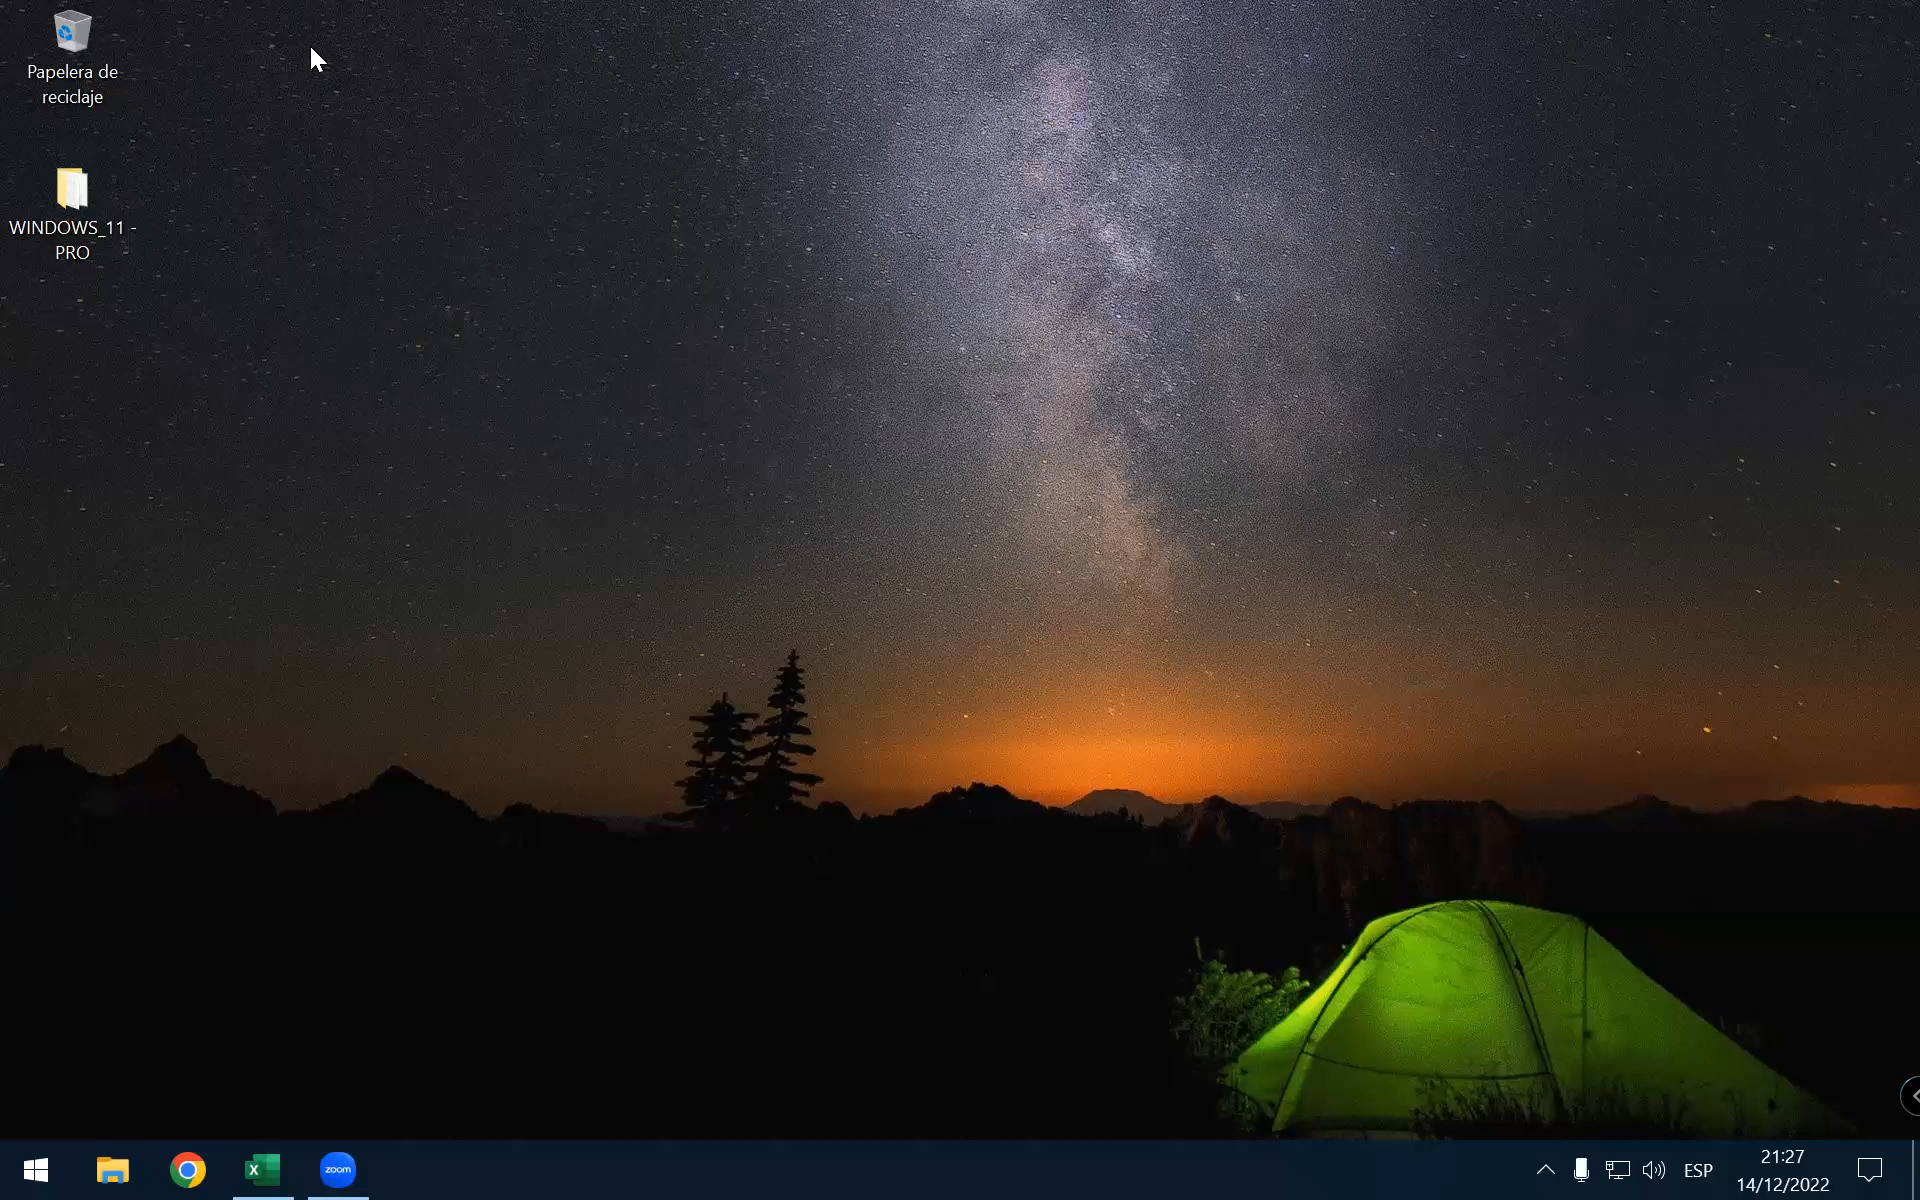 Papelera de
reciclaje
WINDOWS_11 -
PRO
zoom
ESP
21:27
14/12/2022